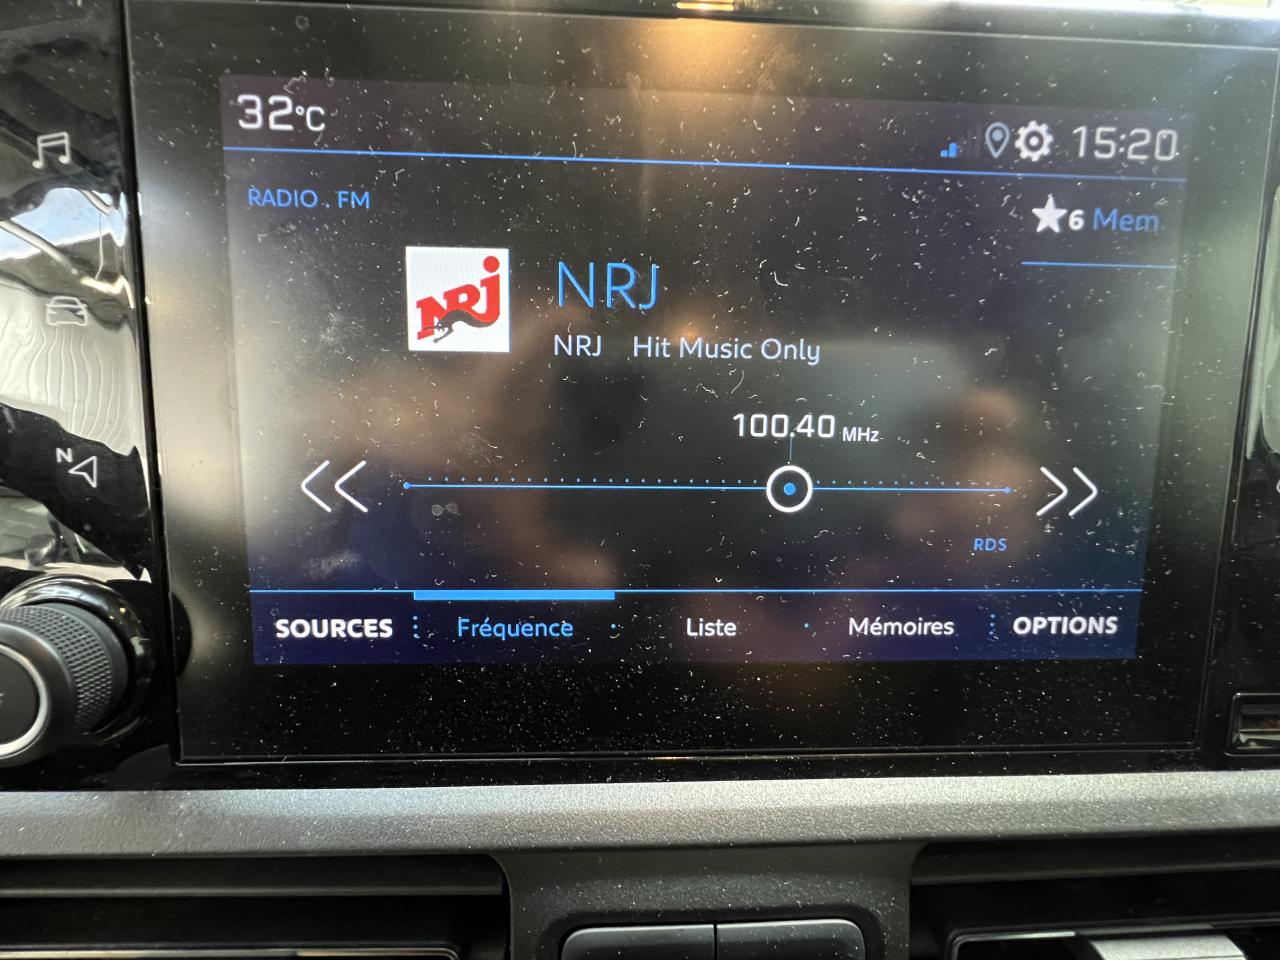 32°C
15:20
RADIO . FM
6 Mem
NRJ
NRJ
NRJ Hit Music Only
100.40 MHz
N
RDS
SOURCES Fréquence Liste Mémoires OPTIONS